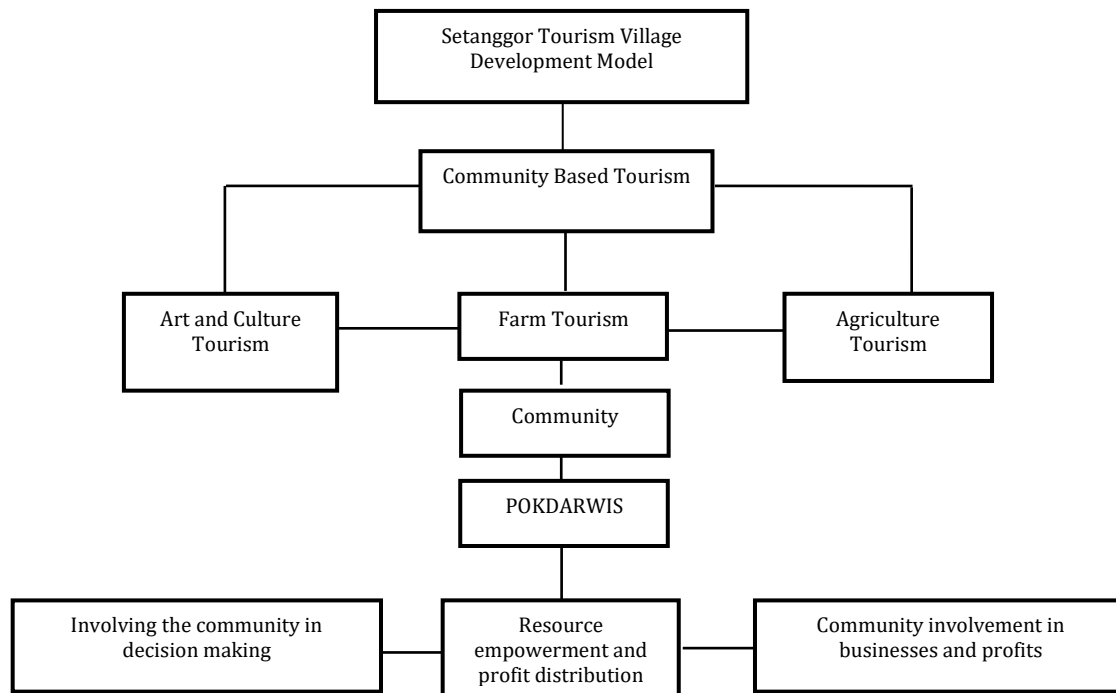 Setanggor Tourism Village
Development Model
Community Based Tourism
Art and Culture
Tourism
Farm Tourism
Agriculture
Tourism
Community
POKDARWIS
Involving the community in
decision making
Resource
empowerment and
profit distribution
Community involvement in
businesses and profits